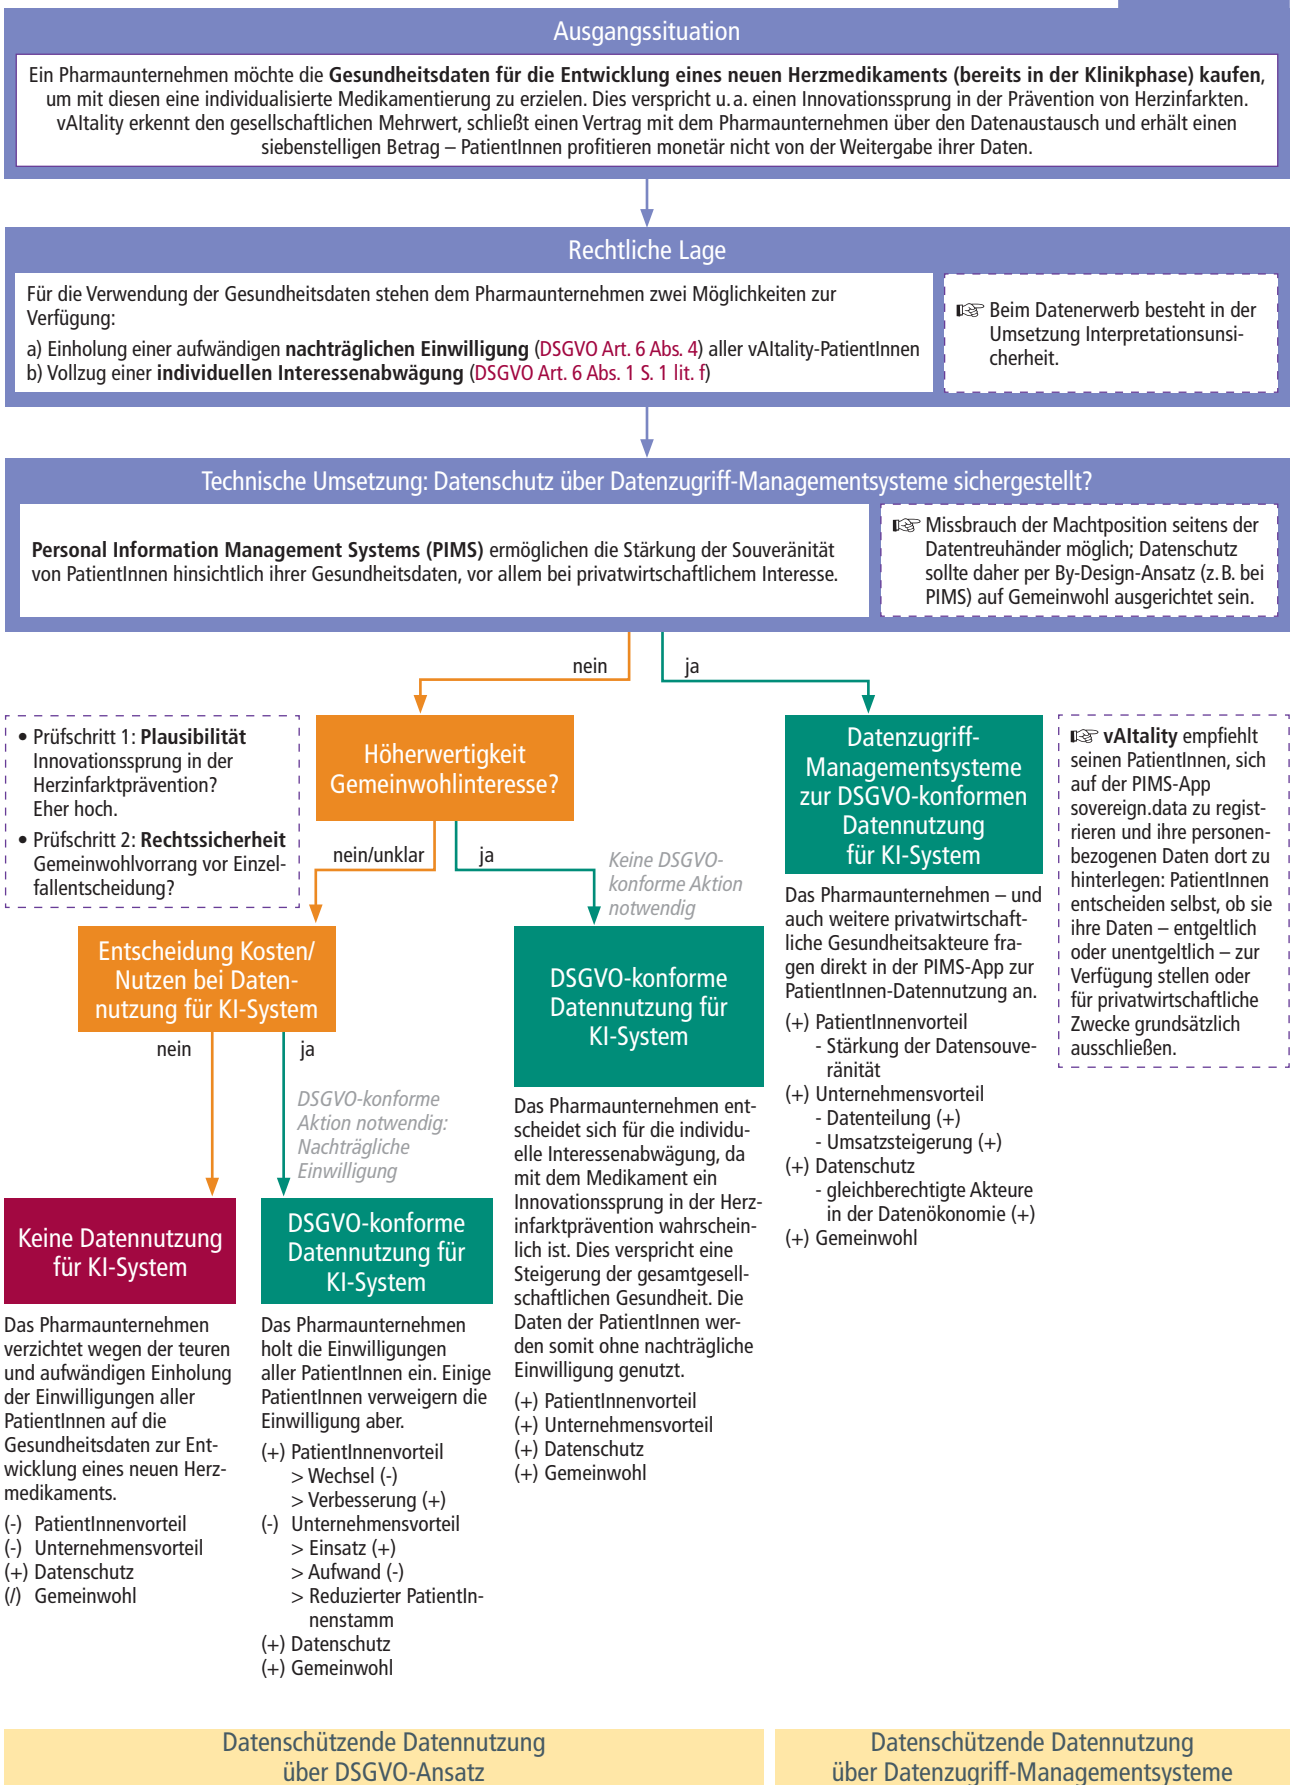 Ausgangssituation
Ein Pharmaunternehmen möchte die Gesundheitsdaten für die Entwicklung eines neuen Herzmedikaments (bereits in der Klinikphase) kaufen,
um mit diesen eine individualisierte Medikamentierung zu erzielen. Dies verspricht u. a. einen Innovationssprung in der Prävention von Herzinfarkten.
vAItality erkennt den gesellschaftlichen Mehrwert, schließt einen Vertrag mit dem Pharmaunternehmen über den Datenaustausch und erhält einen
siebenstelligen Betrag – PatientInnen profitieren monetär nicht von der Weitergabe ihrer Daten.
Rechtliche Lage
Für die Verwendung der Gesundheitsdaten stehen dem Pharmaunternehmen zwei Möglichkeiten zur
Verfügung:
a) Einholung einer aufwändigen nachträglichen Einwilligung (DSGVO Art. 6 Abs. 4) aller vAItality-PatientInnen
b) Vollzug einer individuellen Interessenabwägung (DSGVO Art. 6 Abs. 1 S. 1 lit. f)
☞ Beim Datenerwerb besteht in der
Umsetzung Interpretationsunsi-
cherheit.
Technische Umsetzung: Datenschutz über Datenzugriff-Managementsysteme sichergestellt?
Personal Information Management Systems (PIMS) ermöglichen die Stärkung der Souveränität
von PatientInnen hinsichtlich ihrer Gesundheitsdaten, vor allem bei privatwirtschaftlichem Interesse.
☞ Missbrauch der Machtposition seitens der
Datentreuhänder möglich; Datenschutz
sollte daher per By-Design-Ansatz (z. B. bei
PIMS) auf Gemeinwohl ausgerichtet sein.
nein
ja
• Prüfschritt 1: Plausibilität
Innovationssprung in der
Herzinfarktprävention?
Eher hoch.
• Prüfschritt 2: Rechtssicherheit
Gemeinwohlvorrang vor Einzel-
fallentscheidung?
Höherwertigkeit
Gemeinwohlinteresse?
nein/unklar
ja
Keine DSGVO-
konforme Aktion
notwendig
Entscheidung Kosten/
Nutzen bei Daten-
nutzung für KI-System
nein
ja
DSGVO-konforme
Aktion notwendig:
Nachträgliche
Einwilligung
Keine Datennutzung
für KI-System
Das Pharmaunternehmen
verzichtet wegen der teuren
und aufwändigen Einholung
der Einwilligungen aller
PatientInnen auf die
Gesundheitsdaten zur Ent-
wicklung eines neuen Herz-
medikaments.
(-) PatientInnenvorteil
(-) Unternehmensvorteil
(+) Datenschutz
(/) Gemeinwohl
DSGVO-konforme
Datennutzung für
KI-System
Das Pharmaunternehmen
holt die Einwilligungen
aller PatientInnen ein. Einige
PatientInnen verweigern die
Einwilligung aber.
(+) PatientInnenvorteil
> Wechsel (-)
> Verbesserung (+)
(-) Unternehmensvorteil
> Einsatz (+)
> Aufwand (-)
> Reduzierter PatientIn-
nenstamm
(+) Datenschutz
(+) Gemeinwohl
DSGVO-konforme
Datennutzung für
KI-System
Das Pharmaunternehmen ent-
scheidet sich für die individu-
elle Interessenabwägung, da
mit dem Medikament ein
Innovationssprung in der Herz-
infarktprävention wahrschein-
lich ist. Dies verspricht eine
Steigerung der gesamtgesell-
schaftlichen Gesundheit. Die
Daten der PatientInnen wer-
den somit ohne nachträgliche
Einwilligung genutzt.
(+) PatientInnenvorteil
(+) Unternehmensvorteil
(+) Datenschutz
(+) Gemeinwohl
Datenzugriff-
Managementsysteme
zur DSGVO-konformen
Datennutzung
für KI-System
Das Pharmaunternehmen – und
auch weitere privatwirtschaft-
liche Gesundheitsakteure fra-
gen direkt in der PIMS-App zur
PatientInnen-Datennutzung an.
(+) PatientInnenvorteil
- Stärkung der Datensouve-
ränität
(+) Unternehmensvorteil
- Datenteilung (+)
- Umsatzsteigerung (+)
(+) Datenschutz
- gleichberechtigte Akteure
in der Datenökonomie (+)
(+) Gemeinwohl
☞ vAItality empfiehlt
seinen PatientInnen, sich
auf der PIMS-App
sovereign.data zu regist-
rieren und ihre personen-
bezogenen Daten dort zu
hinterlegen: PatientInnen
entscheiden selbst, ob sie
ihre Daten – entgeltlich
oder unentgeltlich – zur
Verfügung stellen oder
für privatwirtschaftliche
Zwecke grundsätzlich
ausschließen.
Datenschützende Datennutzung
über DSGVO-Ansatz
Datenschützende Datennutzung
über Datenzugriff-Managementsysteme